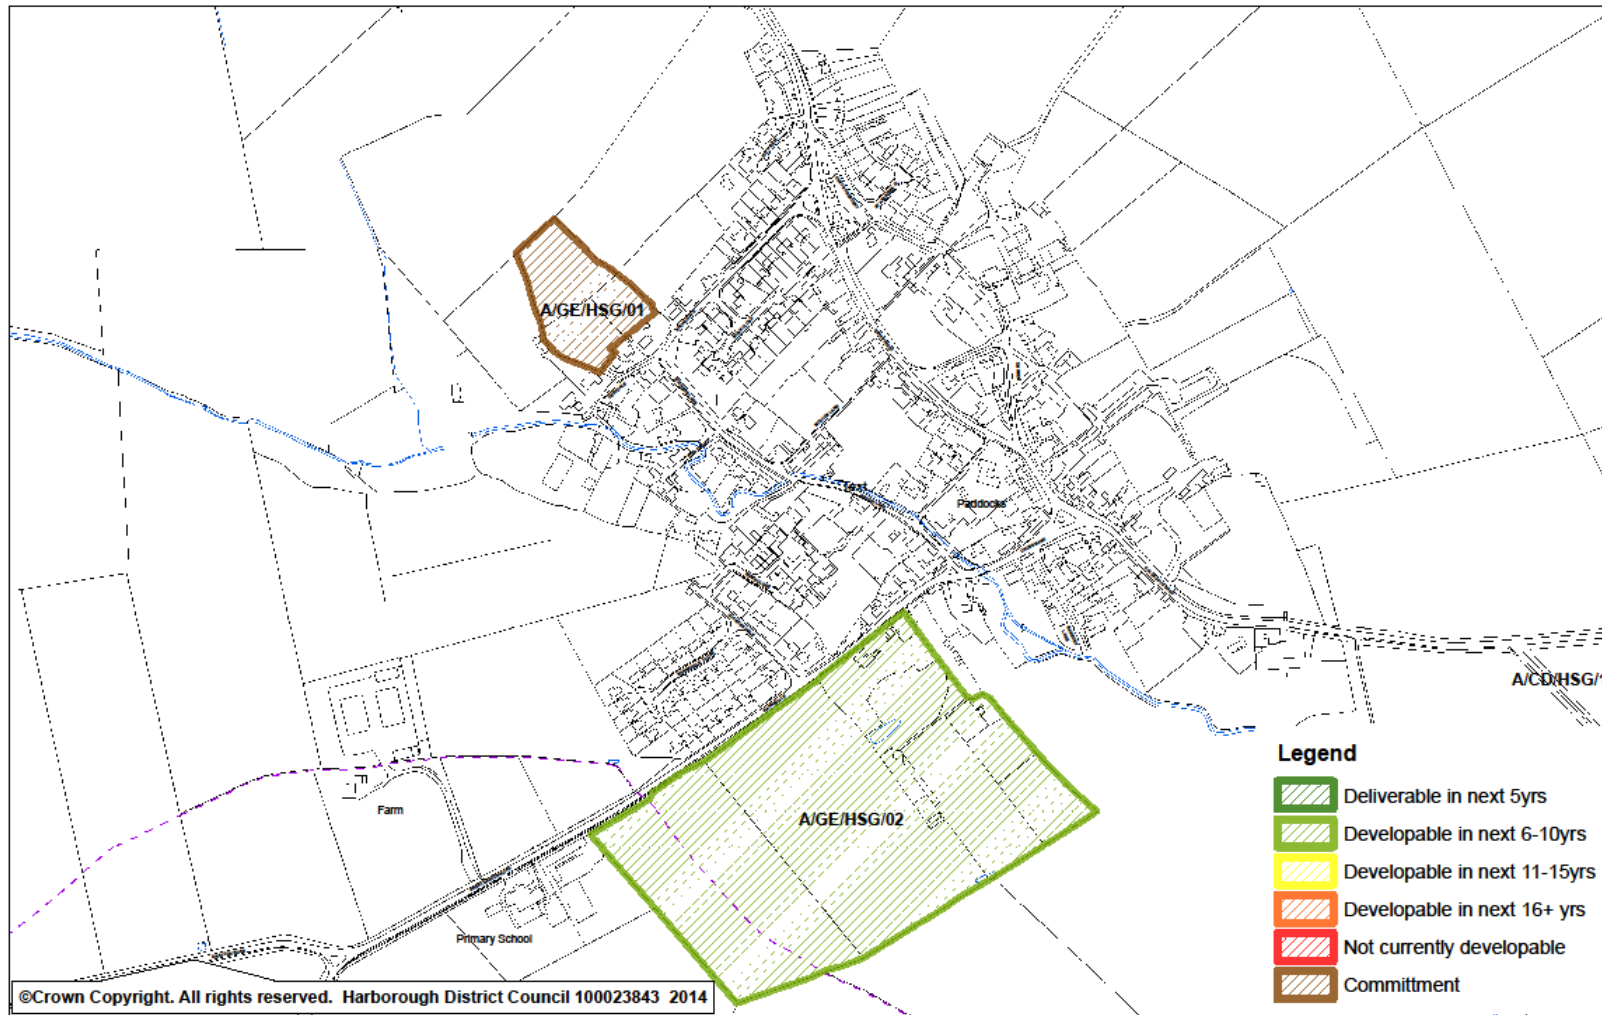 A/GE/HSG/01
Text
Paddocks
A/CD/HSG/1
Farm
A/GE/HSG/02
Primary School
Legend
Deliverable in next 5yrs
Developable in next 6-10yrs
Developable in next 11-15yrs
Developable in next 16+ yrs
Not currently developable
Committment
©Crown Copyright. All rights reserved. Harborough District Council 100023843 2014